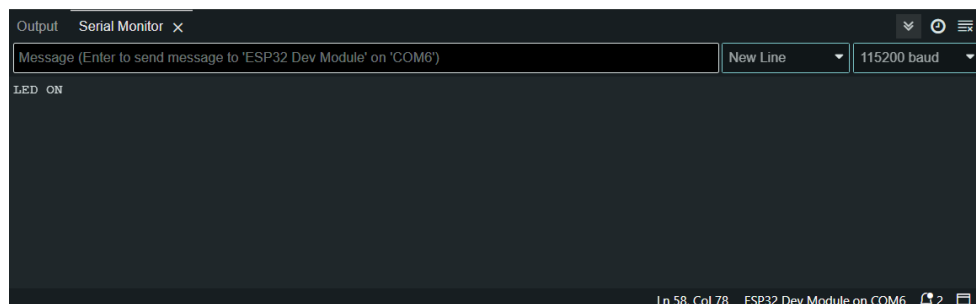 Output Serial Monitor
Message (Enter to send message to 'ESP32 Dev Module' on 'COM6') New Line 115200 baud
LED ON
Ln 58, Col 78 ESP32 Dev Module on COM6 2